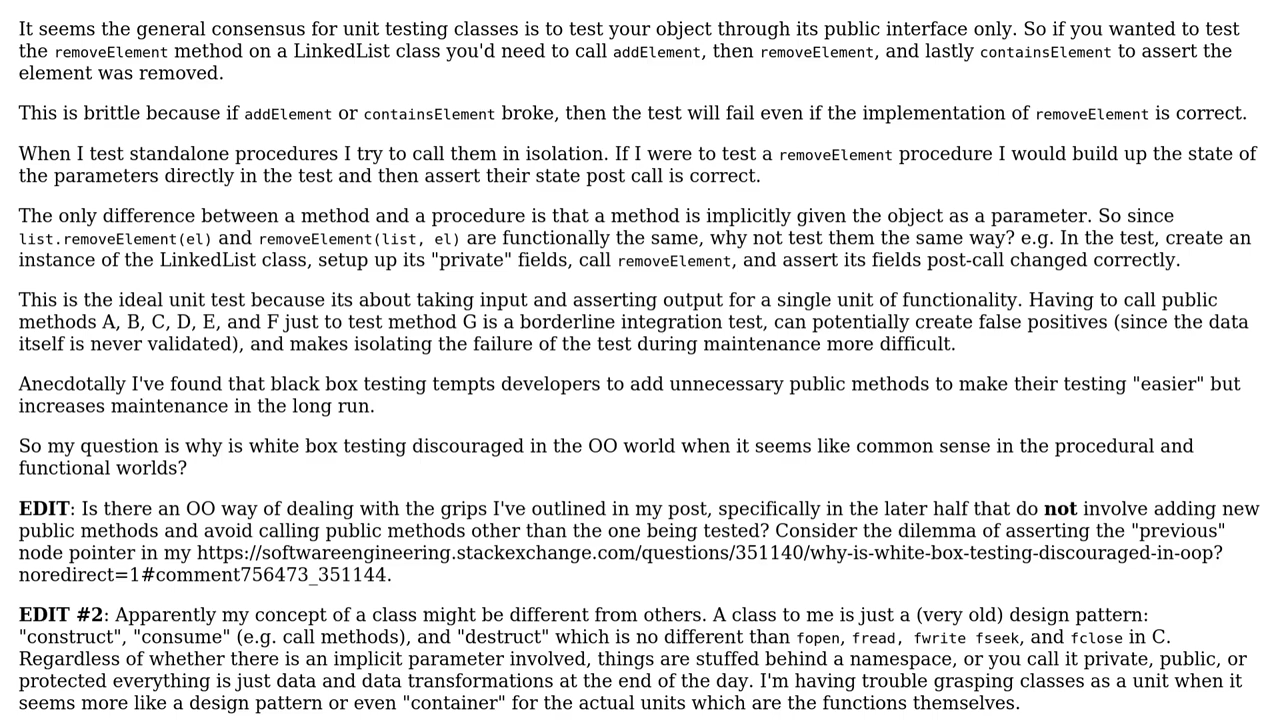 It seems the general consensus for unit testing classes is to test your object through its public interface only. So if you wanted to test
the removeElement method on a LinkedList class you'd need to call addElement, then removeElement, and lastly containsElement to assert the
element was removed.
This is brittle because if addElement or containsElement broke, then the test will fail even if the implementation of removeElement is correct.
When I test standalone procedures I try to call them in isolation. If I were to test a removeElement procedure I would build up the state of
the parameters directly in the test and then assert their state post call is correct.
The only difference between a method and a procedure is that a method is implicitly given the object as a parameter. So since
list.removeElement(el) and removeElement(list, el) are functionally the same, why not test them the same way? e.g. In the test, create an
instance of the LinkedList class, setup up its "private" fields, call removeElement, and assert its fields post-call changed correctly.
This is the ideal unit test because its about taking input and asserting output for a single unit of functionality. Having to call public
methods A, B, C, D, E, and F just to test method G is a borderline integration test, can potentially create false positives (since the data
itself is never validated), and makes isolating the failure of the test during maintenance more difficult.
Anecdotally I've found that black box testing tempts developers to add unnecessary public methods to make their testing "easier" but
increases maintenance in the long run.
So my question is why is white box testing discouraged in the OO world when it seems like common sense in the procedural and
functional worlds?
EDIT: Is there an OO way of dealing with the grips I've outlined in my post, specifically in the later half that do not involve adding new
public methods and avoid calling public methods other than the one being tested? Consider the dilemma of asserting the "previous"
node pointer in my https://softwareengineering.stackexchange.com/questions/351140/why-is-white-box-testing-discouraged-in-oop?
noredirect=1#comment756473_351144.
EDIT #2: Apparently my concept of a class might be different from others. A class to me is just a (very old) design pattern:
"construct", "consume" (e.g. call methods), and "destruct" which is no different than fopen, fread, fwrite fseek, and fclose in C.
Regardless of whether there is an implicit parameter involved, things are stuffed behind a namespace, or you call it private, public, or
protected everything is just data and data transformations at the end of the day. I'm having trouble grasping classes as a unit when it
seems more like a design pattern or even "container" for the actual units which are the functions themselves.